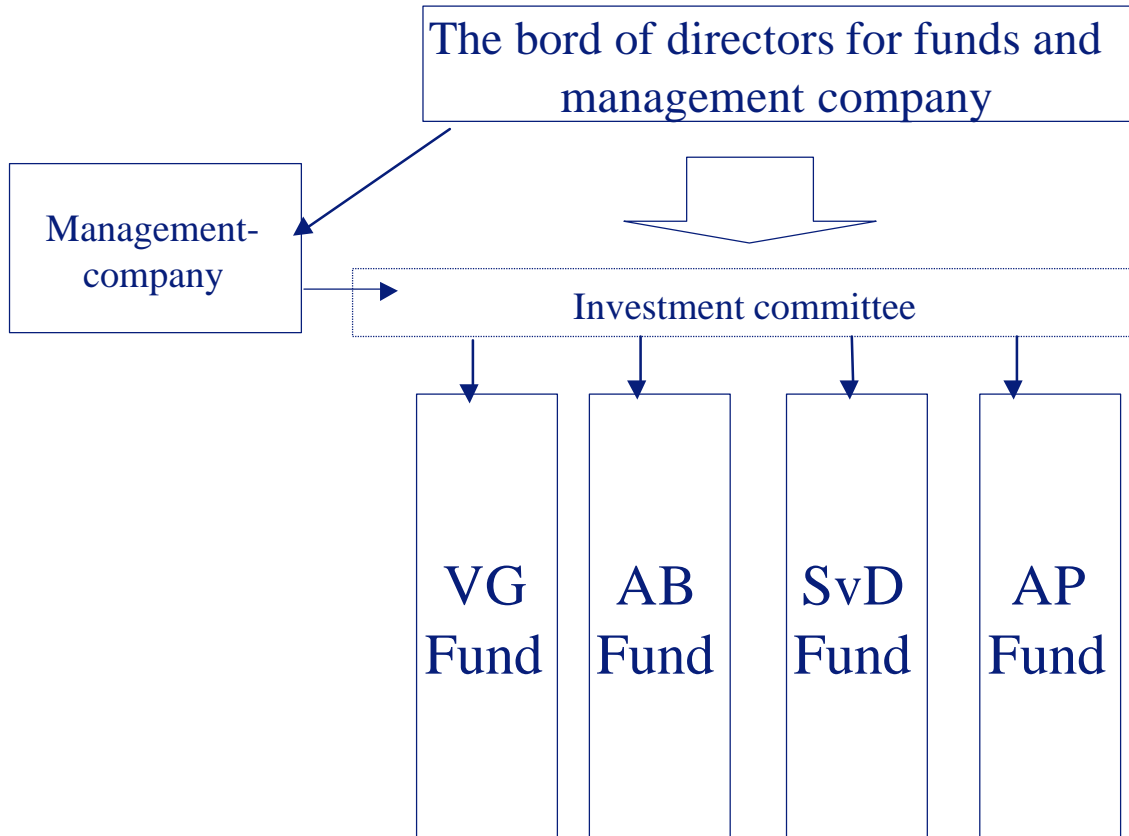 The bord of directors for funds and
management company
Management-
company
Investment committee
VG
Fund
AB
Fund
SvD
Fund
AP
Fund